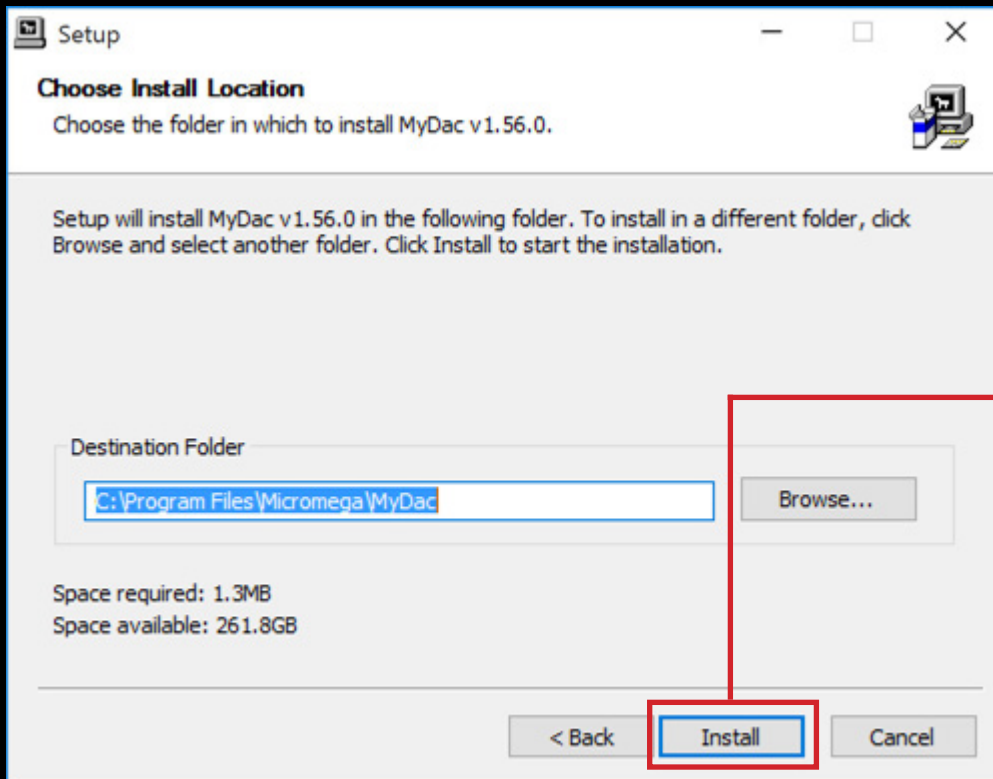 Setup
Choose Install Location
Choose the folder in which to install MyDac v1.56.0.
Setup will install MyDac v1.56.0 in the following folder. To install in a different folder, click
Browse and select another folder. Click Install to start the installation.
Destination Folder
C:\Program Files\Micromega\MyDac
Browse...
Space required: 1.3MB
Space available: 261.8GB
< Back
Install
Cancel